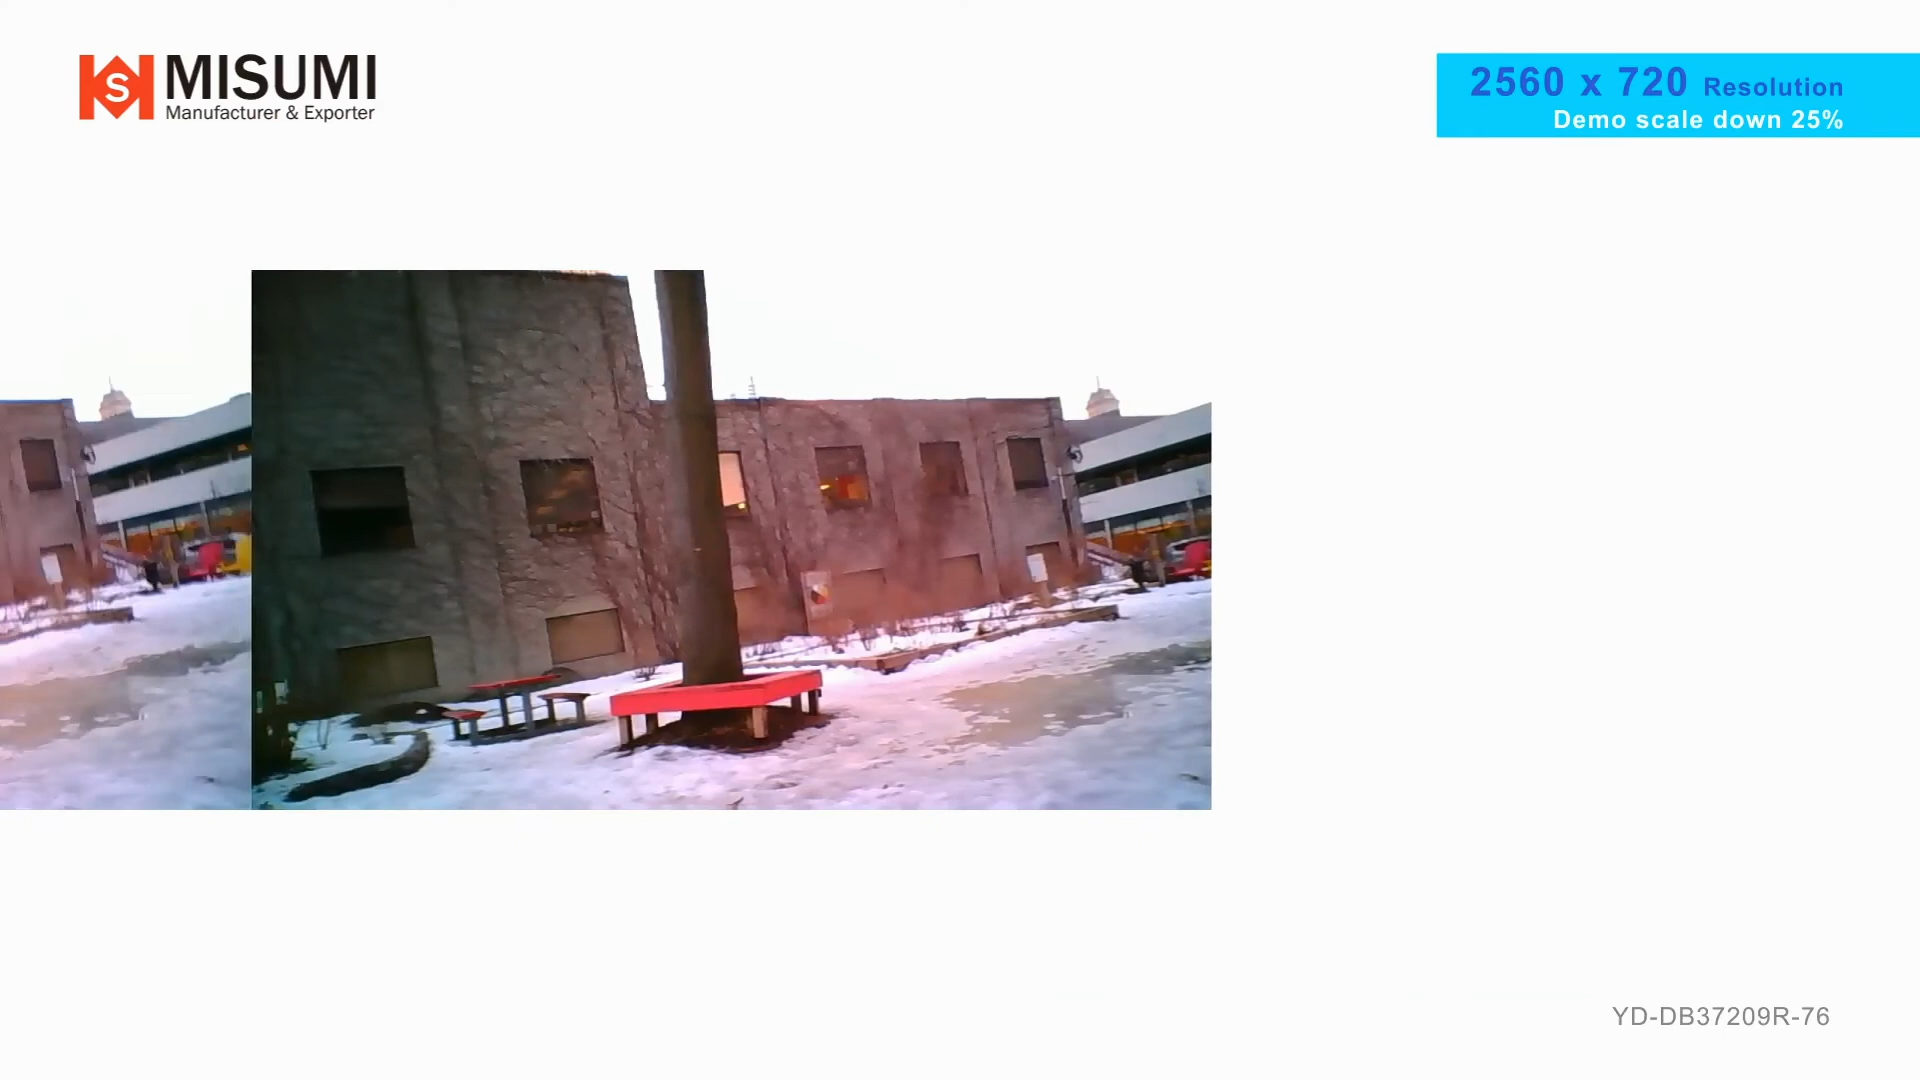 MISUMI
Manufacturer & Exporter
2560 x 720 Resolution
Demo scale down 25%
YD-DB37209R-76